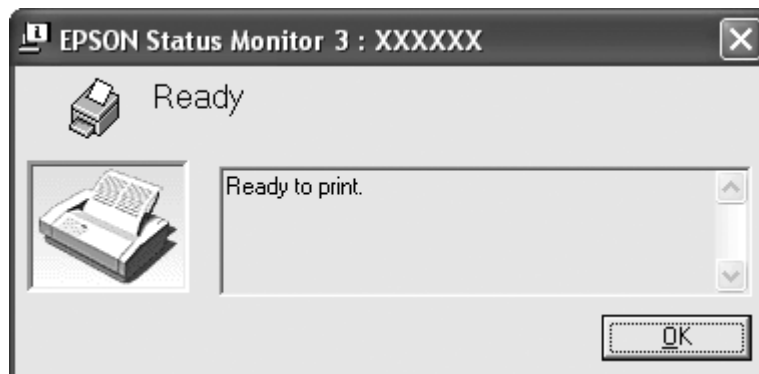 EPSON Status Monitor 3 : XXXXXX
Ready
Ready to print.
OK